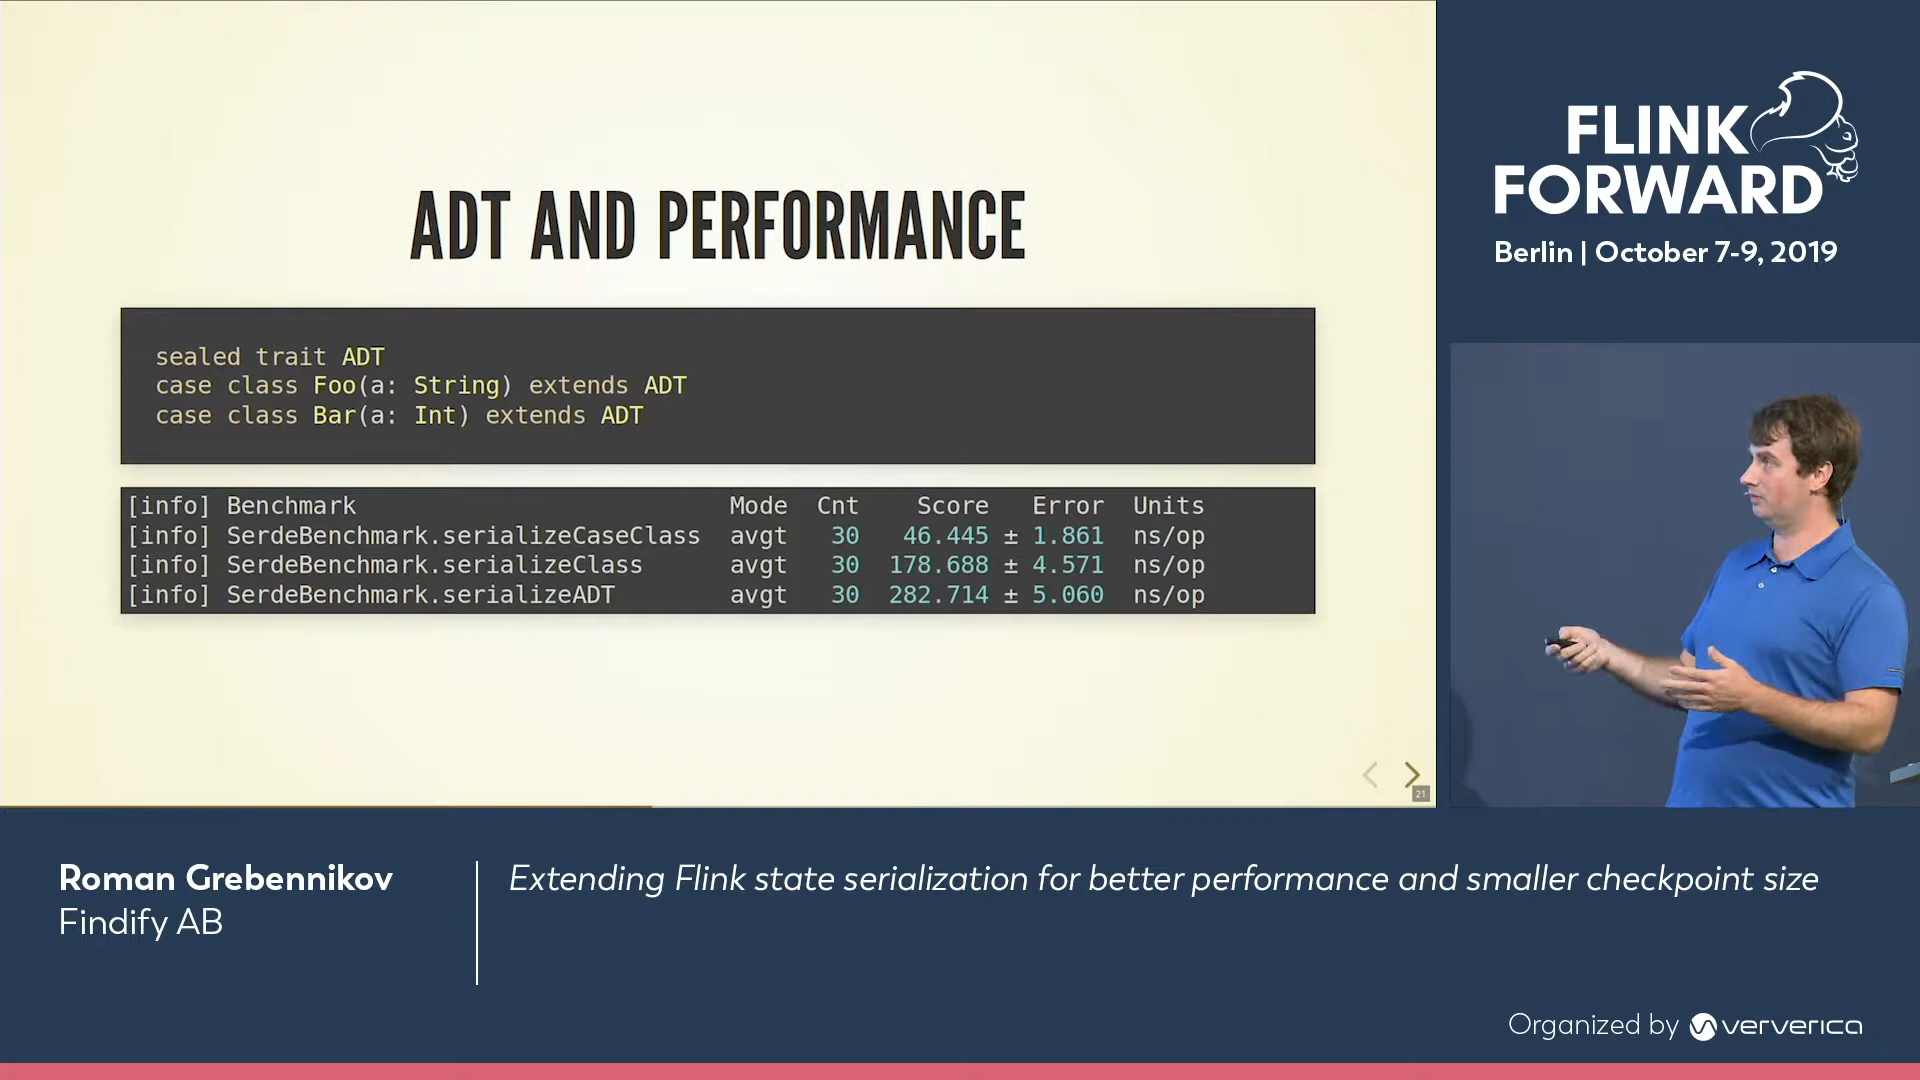 ADT AND PERFORMANCE
sealed trait ADT
case class Foo(a: String) extends ADT
case class Bar(a: Int) extends ADT
[info] Benchmark Mode Cnt Score Error Units
[info] SerdeBenchmark.serializeCaseClass avgt 30 46.445 ± 1.861 ns/op
[info] SerdeBenchmark.serializeClass avgt 30 178.688 ± 4.571 ns/op
[info] SerdeBenchmark.serializeADT avgt 30 282.714 ± 5.060 ns/op
21
FLINK
FORWARD
Berlin | October 7-9, 2019
Roman Grebennikov
Findify AB
Extending Flink state serialization for better performance and smaller checkpoint size
Organized by ververica